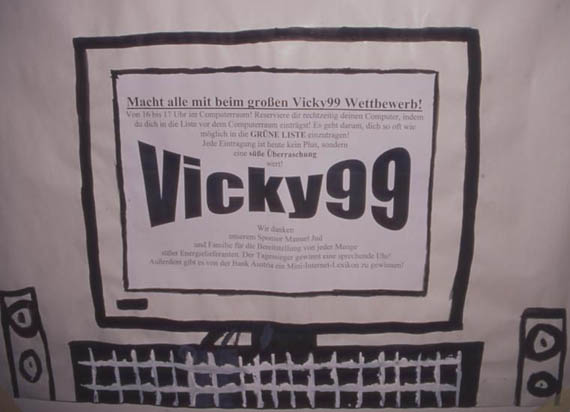 Macht alle mit beim großen Vicky99 Wettbewerb!
Von 16 bis 17 Uhr im Computerraum! Reserviere dir rechtzeitig deinen Computer, indem
du dich in die Liste vor dem Computerraum einträgst! Es geht darum, dich so oft wie
möglich in die GRÜNE LISTE einzutragen!
Jede Eintragung ist heute kein Plus, sondern
eine süße Überraschung
wert!
Vicky99
Wir danken
unserem Sponsor Manuel Jud
und Familie für die Bereitstellung von jeder Menge
süßer Energielieferanten. Der Tagessieger gewinnt eine sprechende Uhr!
Außerdem gibt es von der Bank Austria ein Mini-Internet-Lexikon zu gewinnen!